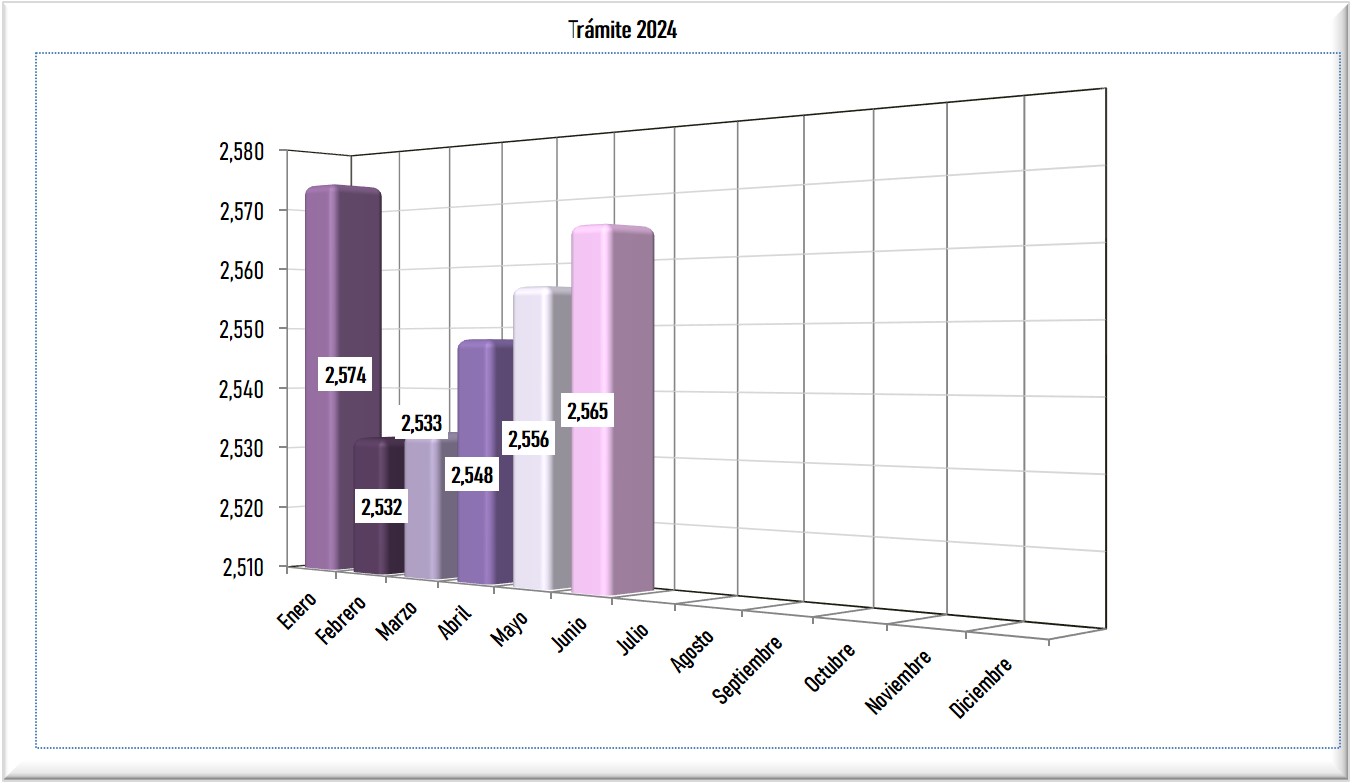 Trámite 2024
2,580
2,570
2,560
2,550
2,540
2,530
2,520
2,510
2,574
2,532
2,533
2,548
2,556
2,565
Enero
Febrero
Marzo
Abril
Mayo
Junio
Julio
Agosto
Septiembre
Octubre
Noviembre
Diciembre